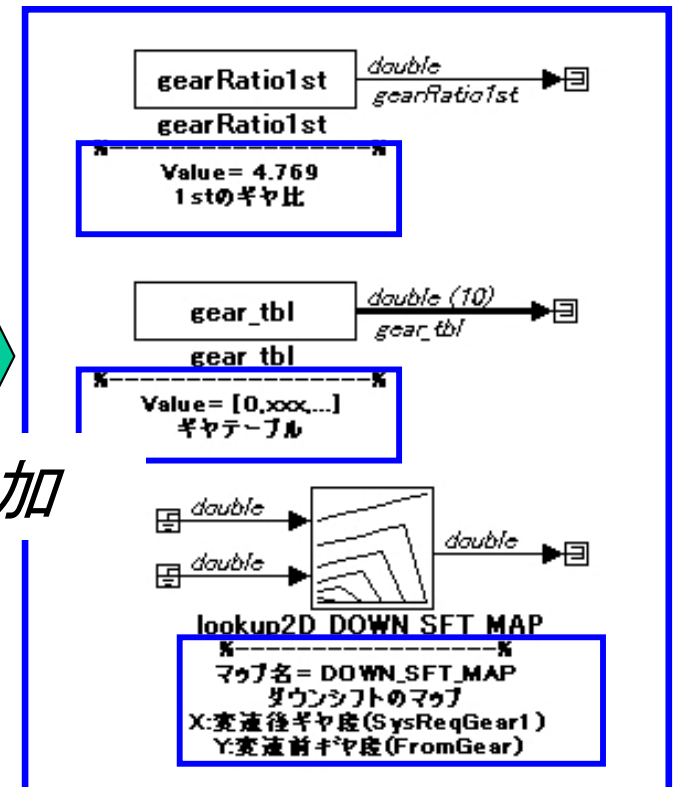 gearRatio1st
double
gearRatio1st
gearRatio1st
%------------------%
Value= 4.769
1stのギヤ比
gear_tbl
double (10)
gear_tbl
gear_tbl
%------------------%
Value= [0,xxx,...]
ギヤテーブル
加
double
double
double
lookup2D_DOWN_SFT_MAP
%------------------%
マップ名= DOWN_SFT_MAP
ダウンシフトのマップ
X:変速後ギヤ段(SysReqGear1)
Y:変速前ギヤ段(FromGear)